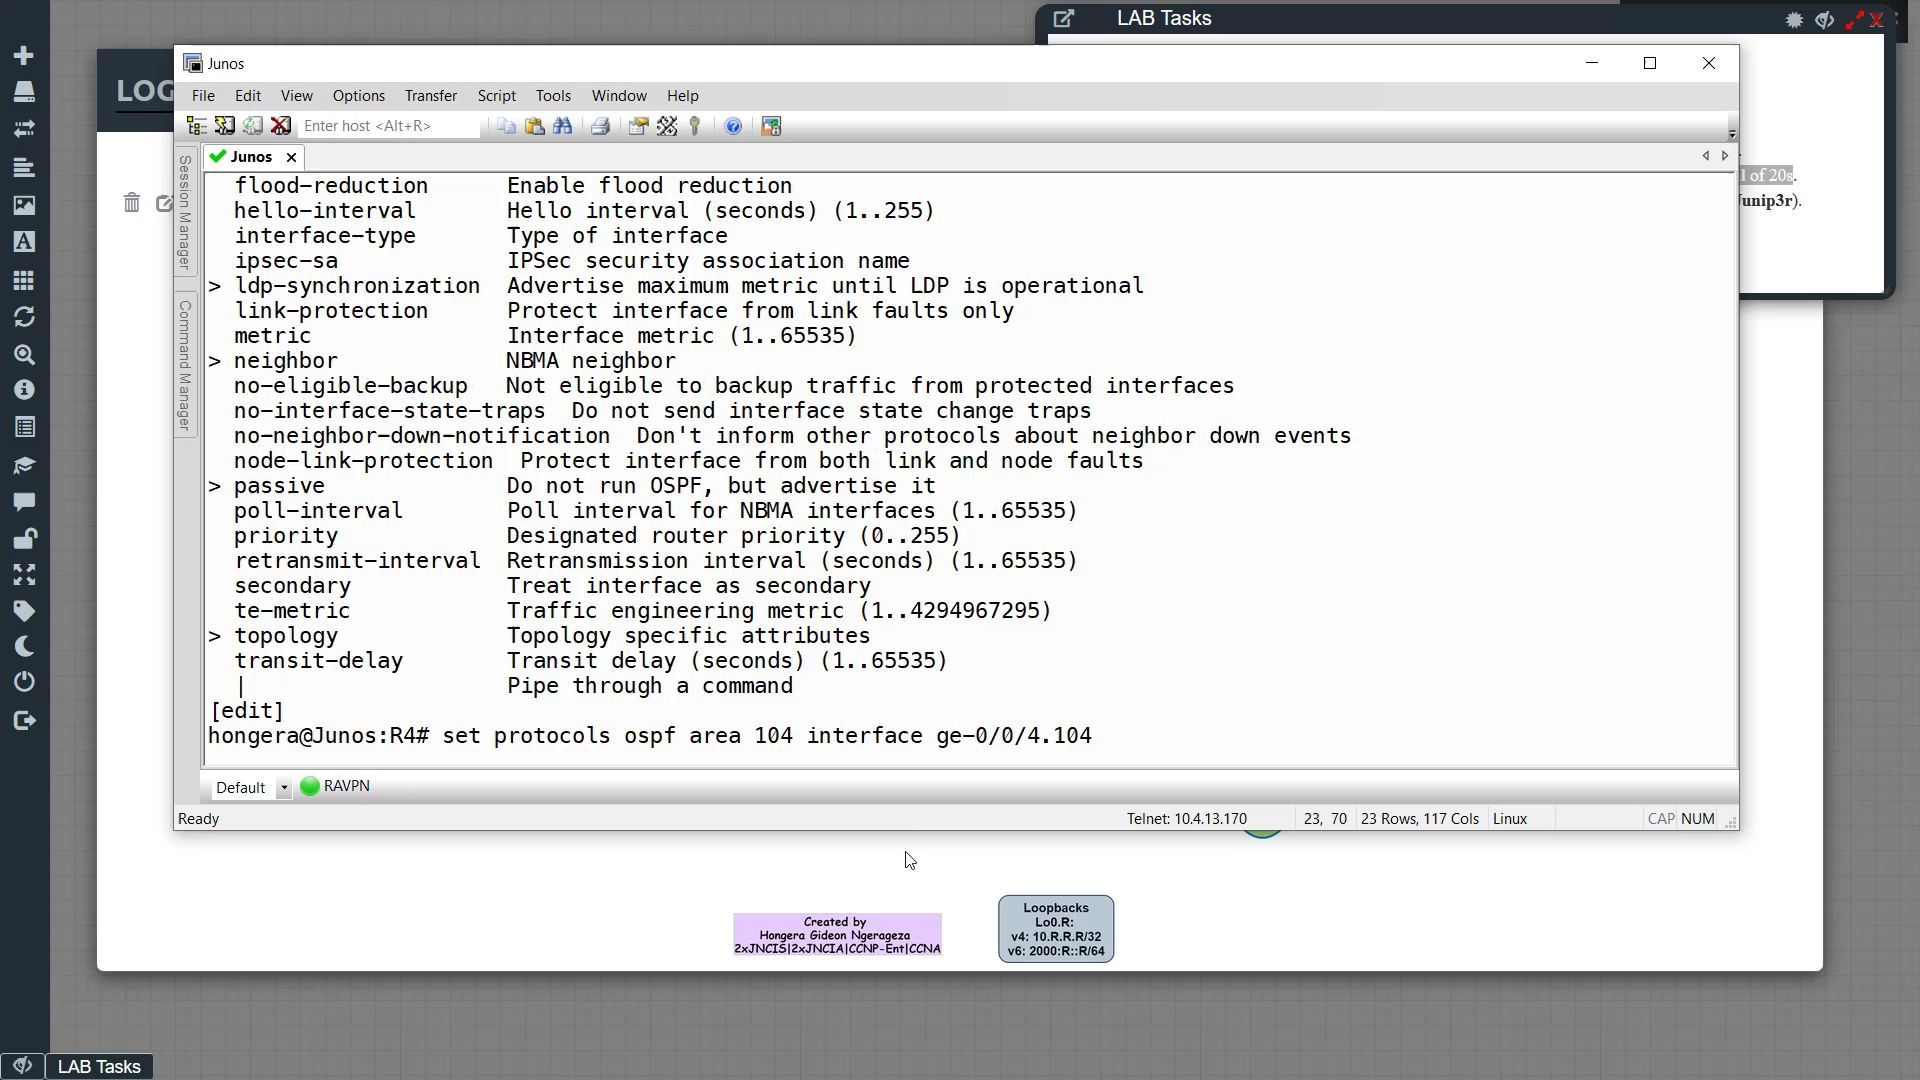 LAB Tasks
LOG
Junos
File Edit View Options Transfer Script Tools Window Help
Enter host <Alt+R>
Junos
Session Manager
Command Manager
l of 20s.
unip3r).
flood-reduction Enable flood reduction
hello-interval Hello interval (seconds) (1..255)
interface-type Type of interface
ipsec-sa IPSec security association name
> ldp-synchronization Advertise maximum metric until LDP is operational
link-protection Protect interface from link faults only
metric Interface metric (1..65535)
> neighbor NBMA neighbor
no-eligible-backup Not eligible to backup traffic from protected interfaces
no-interface-state-traps Do not send interface state change traps
no-neighbor-down-notification Don't inform other protocols about neighbor down events
node-link-protection Protect interface from both link and node faults
> passive Do not run OSPF, but advertise it
poll-interval Poll interval for NBMA interfaces (1..65535)
priority Designated router priority (0..255)
retransmit-interval Retransmission interval (seconds) (1..65535)
secondary Treat interface as secondary
te-metric Traffic engineering metric (1..4294967295)
> topology Topology specific attributes
transit-delay Transit delay (seconds) (1..65535)
| Pipe through a command
[edit]
hongera@Junos:R4# set protocols ospf area 104 interface ge-0/0/4.104
Default RAVPN
Ready Telnet: 10.4.13.170 23, 70 23 Rows, 117 Cols Linux CAP NUM
Created by
Hongera Gideon Ngerageza
2xJNCIS|2xJNCIA|CCNP-Ent|CCNA
Loopbacks
Lo0.R:
v4: 10.R.R.R/32
v6: 2000:R::R/64
LAB Tasks